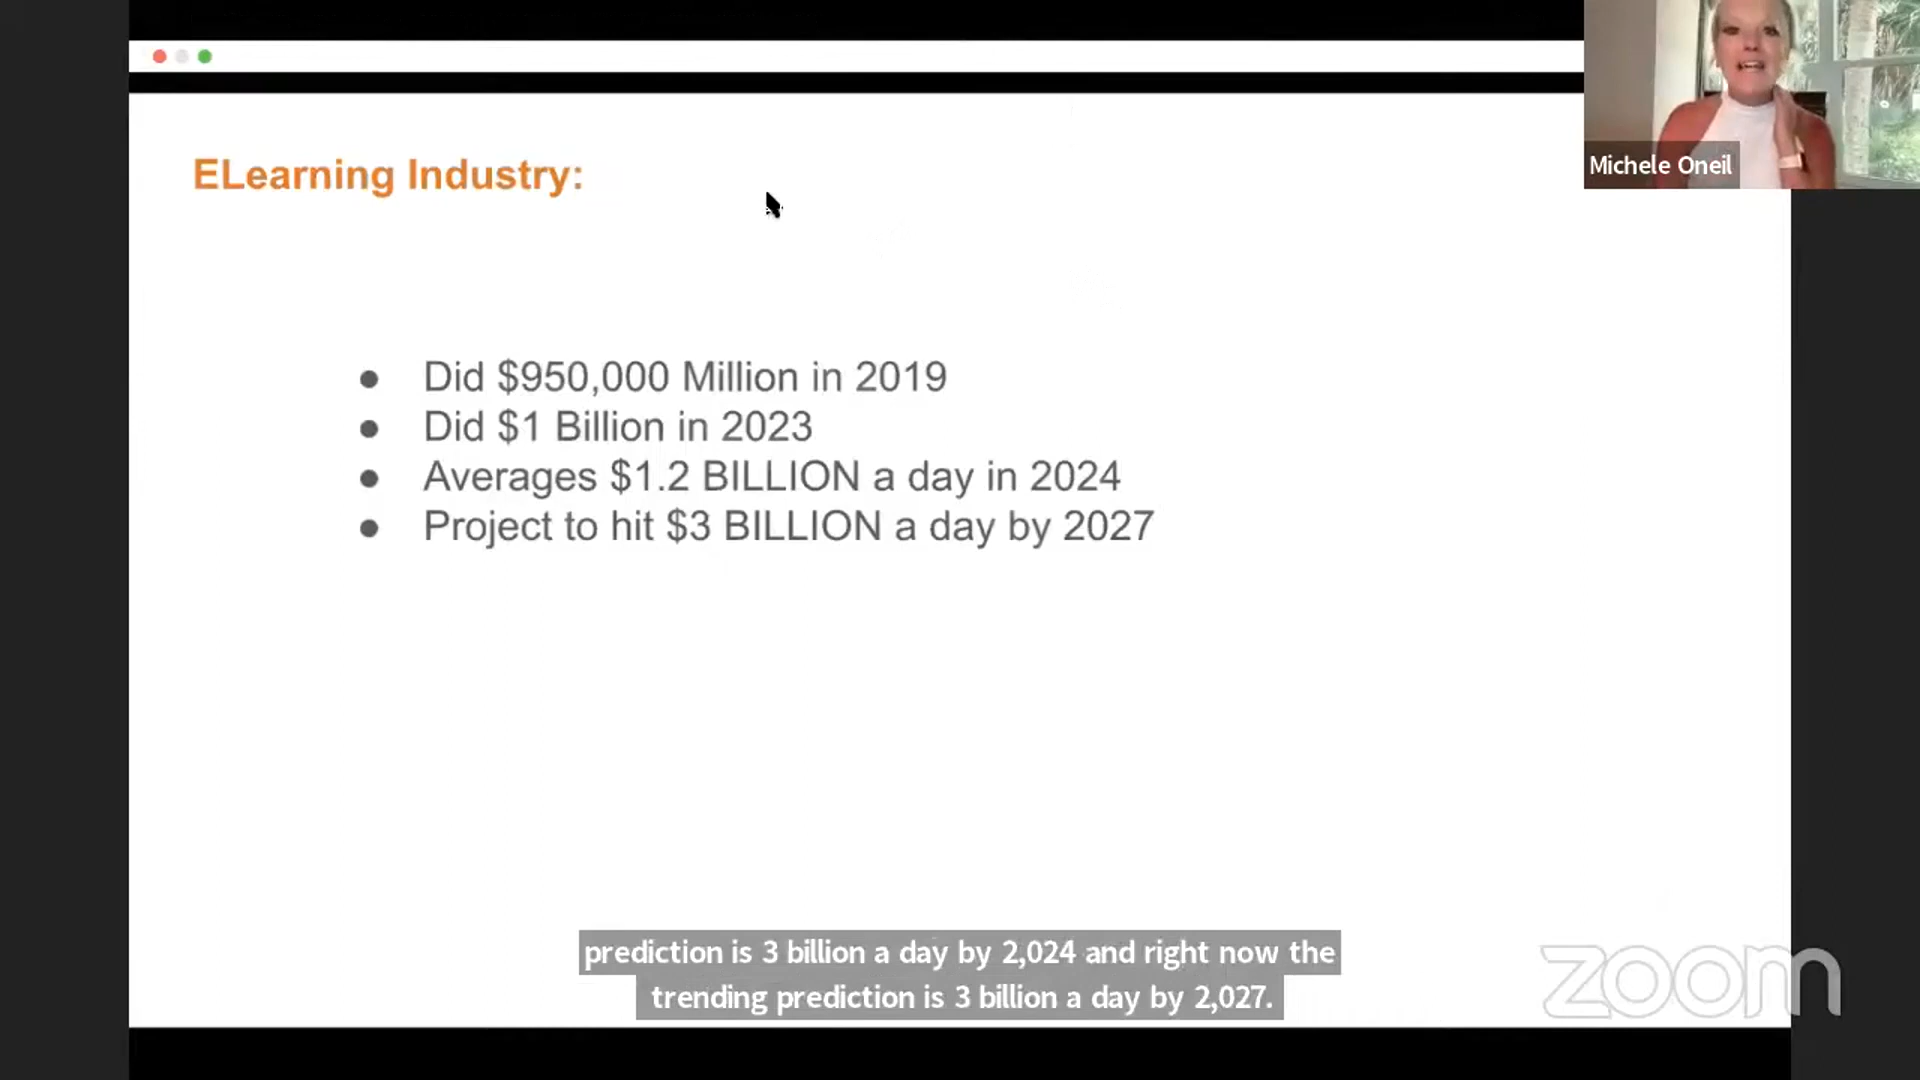 ELearning Industry:
Michele Oneil
● Did $950,000 Million in 2019
● Did $1 Billion in 2023
● Averages $1.2 BILLION a day in 2024
● Project to hit $3 BILLION a day by 2027
prediction is 3 billion a day by 2,024 and right now the
trending prediction is 3 billion a day by 2,027.
zoom